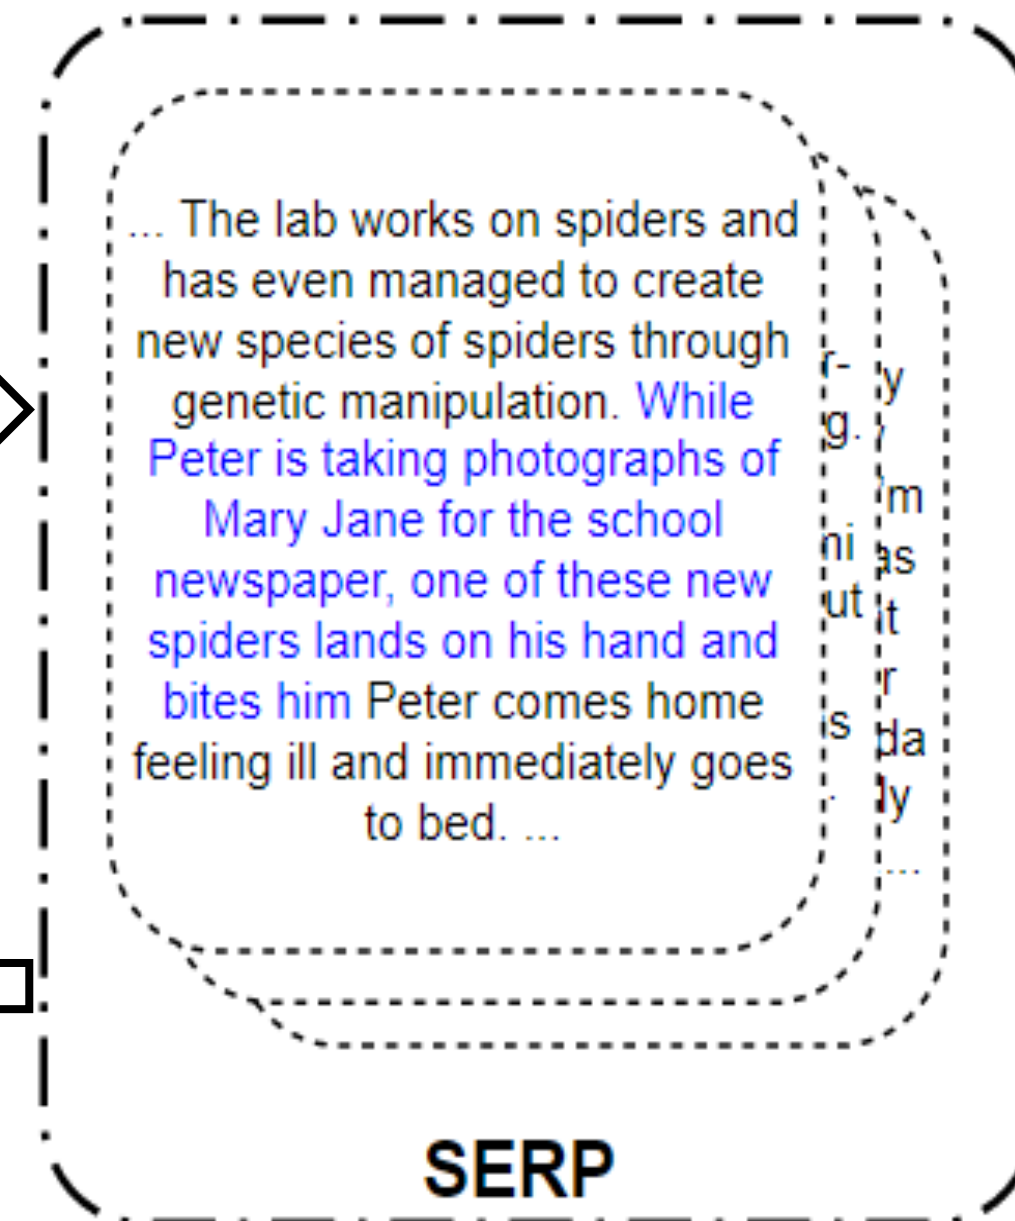 ... The lab works on spiders and
has even managed to create
new species of spiders through
genetic manipulation. While
Peter is taking photographs of
Mary Jane for the school
newspaper, one of these new
spiders lands on his hand and
bites him Peter comes home
feeling ill and immediately goes
to bed. ...
SERP